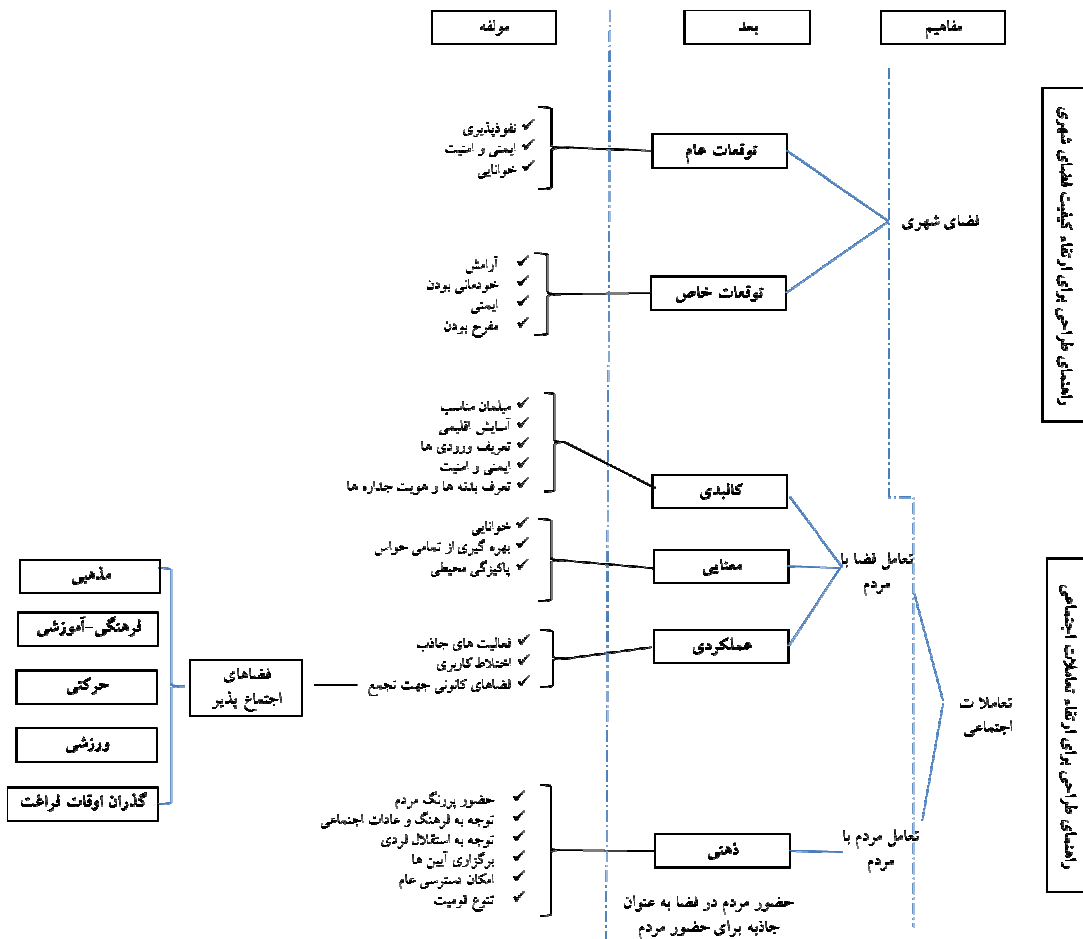 مفاهیم
بعد
مولفه
راهنمای طراحی برای ارتقاء کیفیت فضای شهری
فضای شهری
توقعات عام
نفوذپذیری
ایمنی و امنیت
خوانایی
توقعات خاص
آرامش
خودمانی بودن
ایمنی
مفرح بودن
راهنمای طراحی برای ارتقاء تعاملات اجتماعی
تعاملات
اجتماعی
تعامل فضا با
مردم
کالبدی
میلمان مناسب
آسایش اقلیمی
تعریف ورودی ها
ایمنی و امنیت
تعرف بدنه ها و هویت جداره ها
معنایی
خوانایی
بهره گیری از تمامی حواس
پاکیزگی محیطی
عملکردی
فعالیت های جاذب
اختلاط کاربری
فضاهای کانونی جهت تجمع
فضاهای
اجتماع پذیر
مذهبی
فرهنگی-آموزشی
حرکتی
ورزشی
گذران اوقات فراغت
تعامل مردم با
مردم
ذهنی
حضور پررنگ مردم
توجه به فرهنگ و عادات اجتماعی
توجه به استقلال فردی
برگزاری آیین ها
امکان دسترسی عام
تنوع قومیت
حضور مردم در فضا به عنوان
جاذبه برای حضور مردم